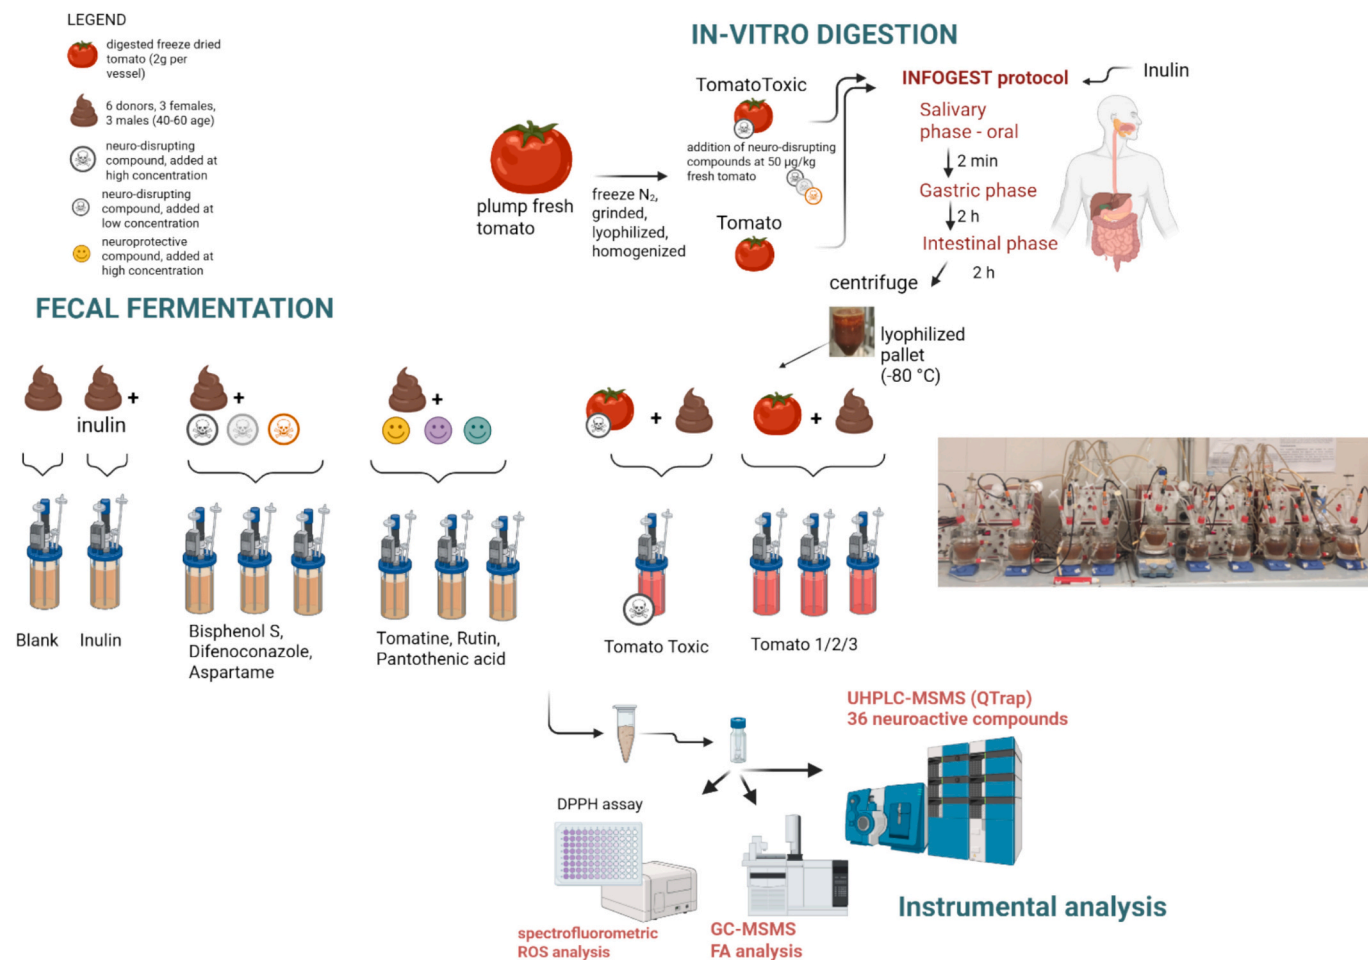 LEGEND
digested freeze dried
tomato (2g per
vessel)
6 donors, 3 females,
3 males (40-60 age)
neuro-disrupting
compound, added at
high concentration
neuro-disrupting
compound, added at
low concentration
neuroprotective
compound, added at
high concentration
IN-VITRO DIGESTION
plump fresh
tomato
freeze N₂,
grinded,
lyophilized,
homogenized
TomatoToxic
addition of neuro-disrupting
compounds at 50 µg/kg
fresh tomato
Tomato
INFOGEST protocol
Inulin
Salivary
phase - oral
2 min
Gastric phase
2 h
Intestinal phase
2 h
centrifuge
lyophilized
pallet
(-80 °C)
FECAL FERMENTATION
+
inulin
+
+
+
+
Blank
Inulin
Bisphenol S,
Difenoconazole,
Aspartame
Tomatine, Rutin,
Pantothenic acid
Tomato Toxic
Tomato 1/2/3
UHPLC-MSMS (QTrap)
36 neuroactive compounds
DPPH assay
spectrofluorometric
ROS analysis
GC-MSMS
FA analysis
Instrumental analysis